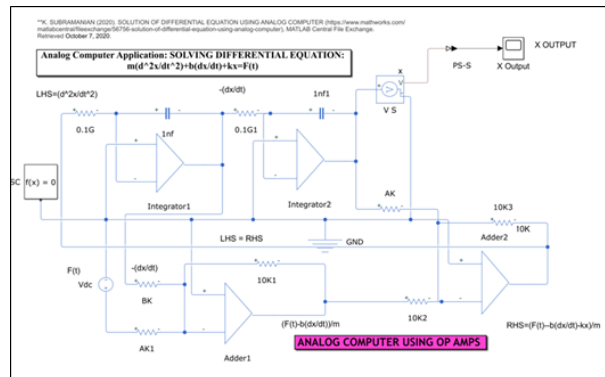 ""K. SUBRAMANIAN (2020). SOLUTION OF DIFFERENTIAL EQUATION USING ANALOG COMPUTER (https://www.mathworks.com/
matlabcentral/fileexchange/56756-solution-of-differential-equation-using-analog-computer), MATLAB Central File Exchange.
Retrieved October 7, 2020.
Analog Computer Application: SOLVING DIFFERENTIAL EQUATION:
m(d^2x/dt^2)+b(dx/dt)+kx=F(t)
X OUTPUT
PS-S
X Output
x
V
V S
LHS=(d^2x/dt^2)
-(dx/dt)
1nf1
0.1G
1nf
0.1G1
SC
f(x) = 0
Integrator1
Integrator2
AK
10K3
10K
Adder2
LHS = RHS
GND
F(t)
Vdc
-(dx/dt)
BK
10K1
10K2
(F(t)-b(dx/dt))/m
RHS=(F(t)--b(dx/dt)-kx)/m
AK1
Adder1
ANALOG COMPUTER USING OP AMPS